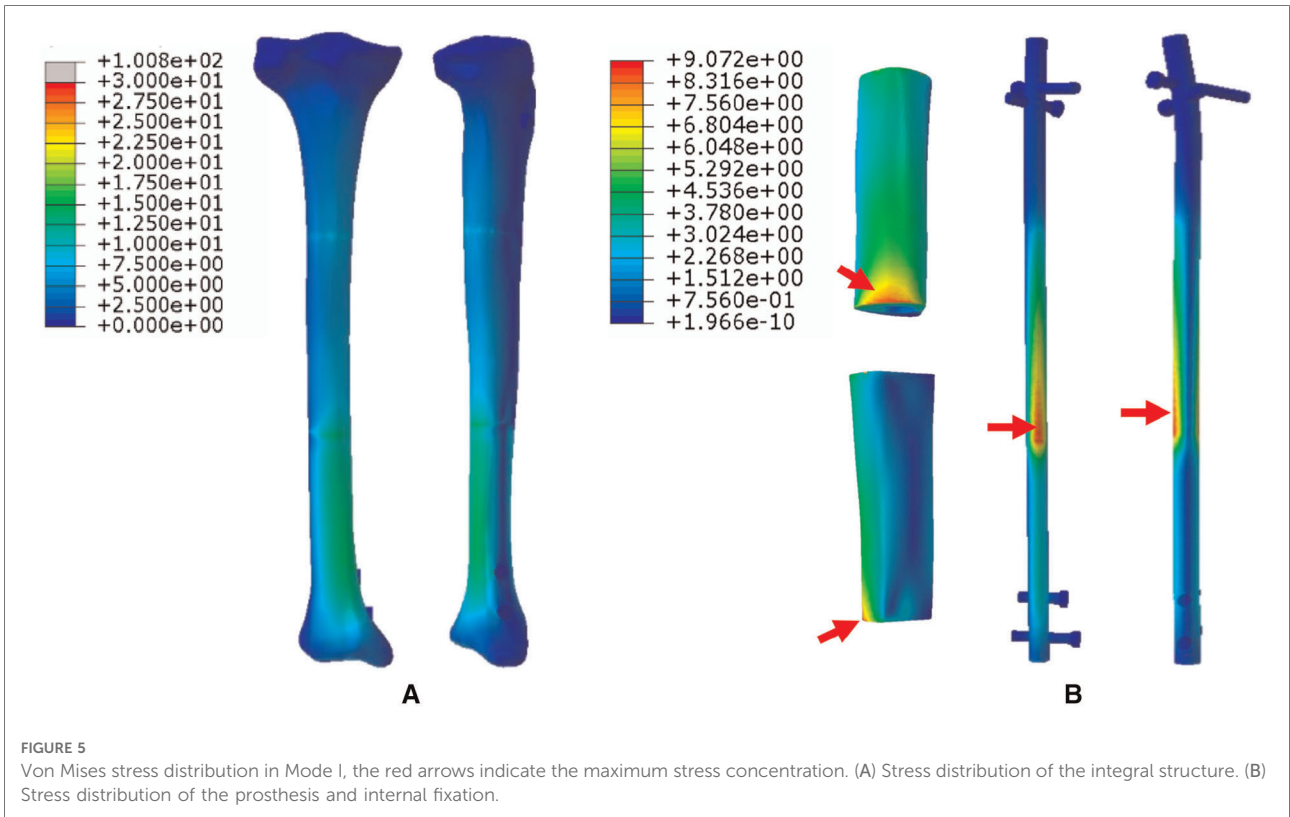 +1.008e+02
+3.000e+01
+2.750e+01
+2.500e+01
+2.250e+01
+2.000e+01
+1.750e+01
+1.500e+01
+1.250e+01
+1.000e+01
+7.500e+00
+5.000e+00
+2.500e+00
+0.000e+00
+9.072e+00
+8.316e+00
+7.560e+00
+6.804e+00
+6.048e+00
+5.292e+00
+4.536e+00
+3.780e+00
+3.024e+00
+2.268e+00
+1.512e+00
+7.560e-01
+1.966e-10
A
B
FIGURE 5
Von Mises stress distribution in Mode I, the red arrows indicate the maximum stress concentration. (A) Stress distribution of the integral structure. (B)
Stress distribution of the prosthesis and internal fixation.